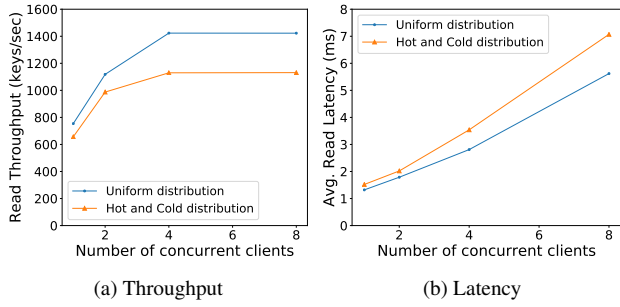 1600
1400
1200
1000
800
600
400
200
0
Read Throughput (keys/sec)
Uniform distribution
Hot and Cold distribution
2 4 6 8
Number of concurrent clients
(a) Throughput
8
7
6
5
4
3
2
1
0
Avg. Read Latency (ms)
Uniform distribution
Hot and Cold distribution
2 4 6 8
Number of concurrent clients
(b) Latency